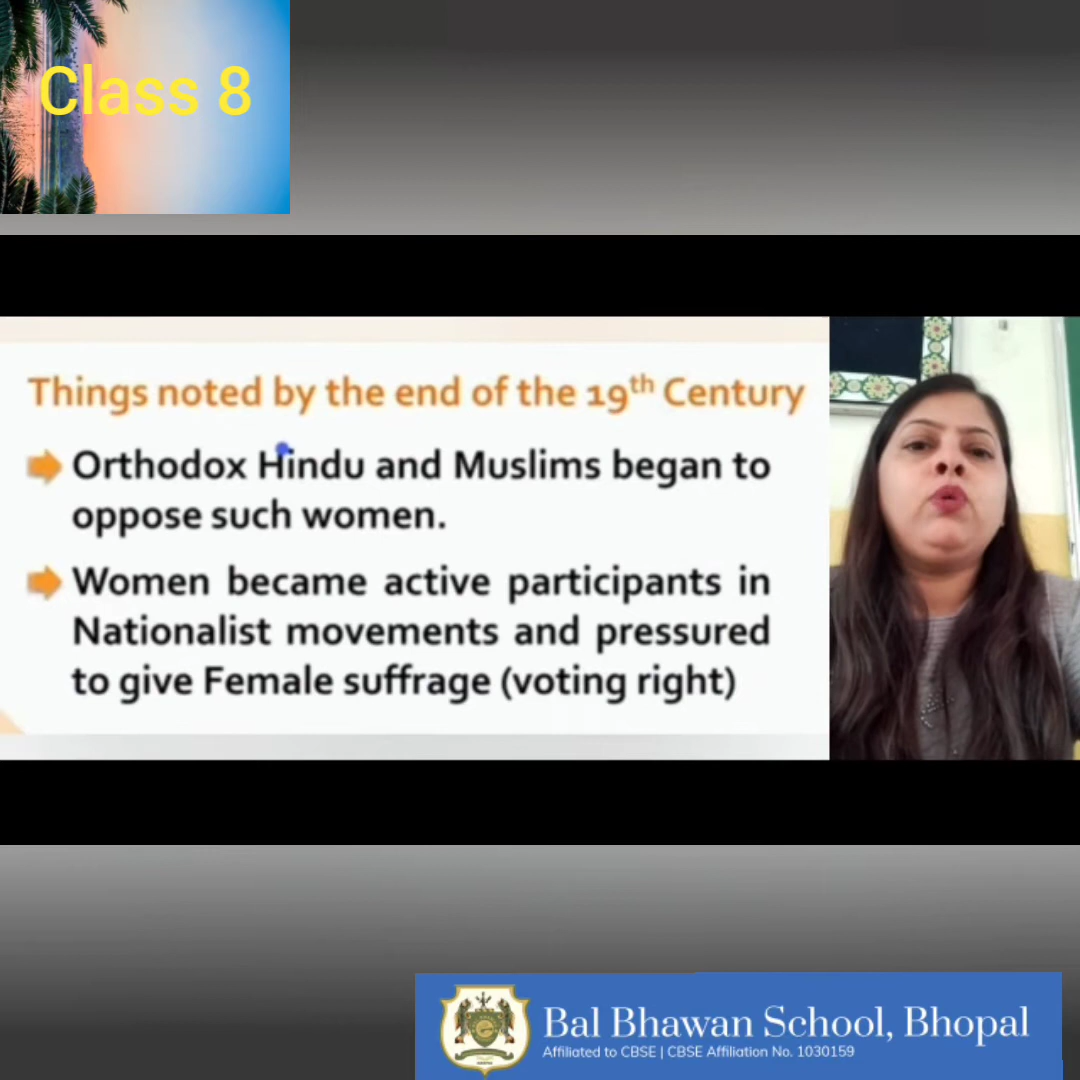 Class 8
Things noted by the end of the 19th Century
Orthodox Hindu and Muslims began to
oppose such women.
Women became active participants in
Nationalist movements and pressured
to give Female suffrage (voting right)
Bal Bhawan School, Bhopal
Affiliated to CBSE | CBSE Affiliation No. 1030159